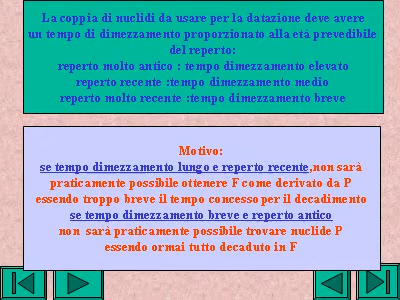 La coppia di nuclidi da usare per la datazione deve avere
un tempo di dimezzamento proporzionato alla età prevedibile
del reperto:
reperto molto antico : tempo dimezzamento elevato
reperto recente :tempo dimezzamento medio
reperto molto recente :tempo dimezzamento breve
Motivo:
se tempo dimezzamento lungo e reperto recente,non sarà
praticamente possibile ottenere F come derivato da P
essendo troppo breve il tempo concesso per il decadimento
se tempo dimezzamento breve e reperto antico
non sarà praticamente possibile trovare nuclide P
essendo ormai tutto decaduto in F